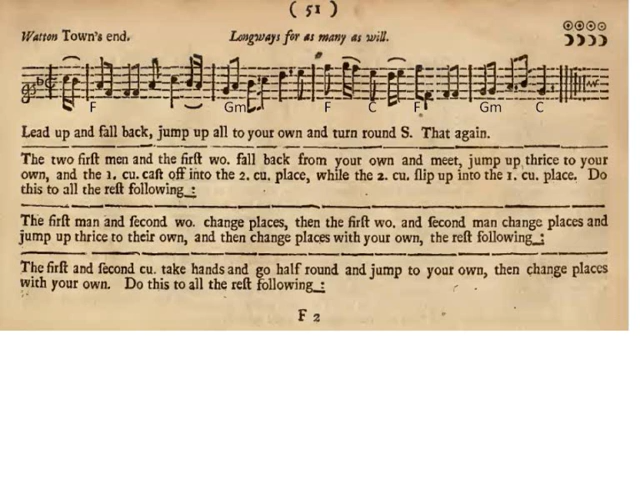 ( 51 )
Watson Town's end. Longways for as many as will.
F Gm F C F Gm C
Lead up and fall back, jump up all to your own and turn round S. That again.
The two firſt men and the firſt wo. fall back from your own and meet, jump up thrice to your
own, and the 1. cu. caſt off into the 2. cu. place, while the 2. cu. ſlip up into the 1. cu. place. Do
this to all the reſt following :
The firſt man and ſecond wo. change places, then the firſt wo. and ſecond man change places and
jump up thrice to their own, and then change places with your own, the reſt following :
The firſt and ſecond cu. take hands and go half round and jump to your own, then change places
with your own. Do this to all the reſt following :
F 2